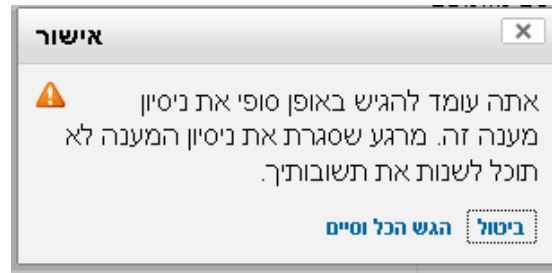 אישור
אתה עומד להגיש באופן סופי את ניסיון
מענה זה. מרגע שסגרת את ניסיון המענה לא
תוכל לשנות את תשובותיך.
ביטול הגש הכל וסיים